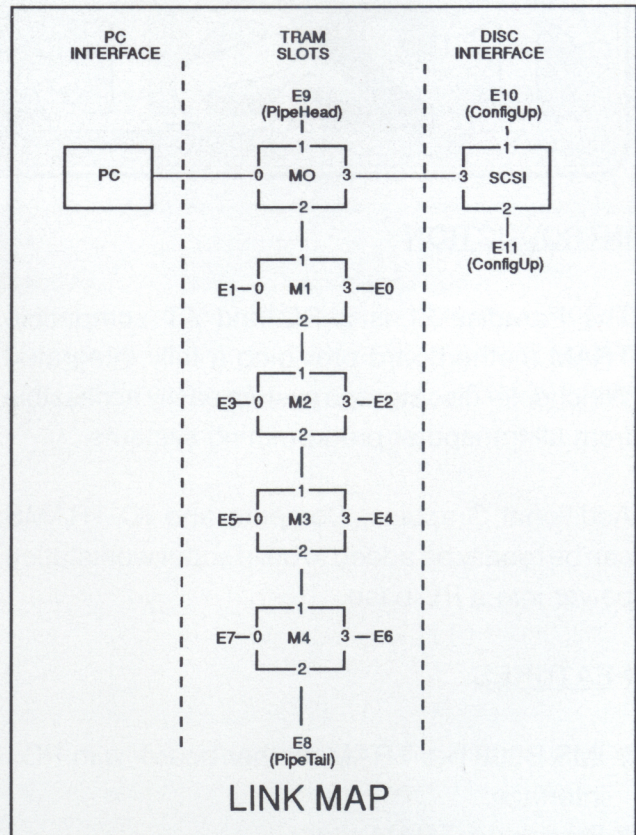 PC INTERFACE
TRAM SLOTS
DISC INTERFACE
E9
(PipeHead)
E10
(ConfigUp)
1
1
PC
0 MO 3
3 SCSI
2
2
E11
(ConfigUp)
1
E1 0 M1 3 E0
2
1
E3 0 M2 3 E2
2
1
E5 0 M3 3 E4
2
1
E7 0 M4 3 E6
2
E8
(PipeTail)
LINK MAP